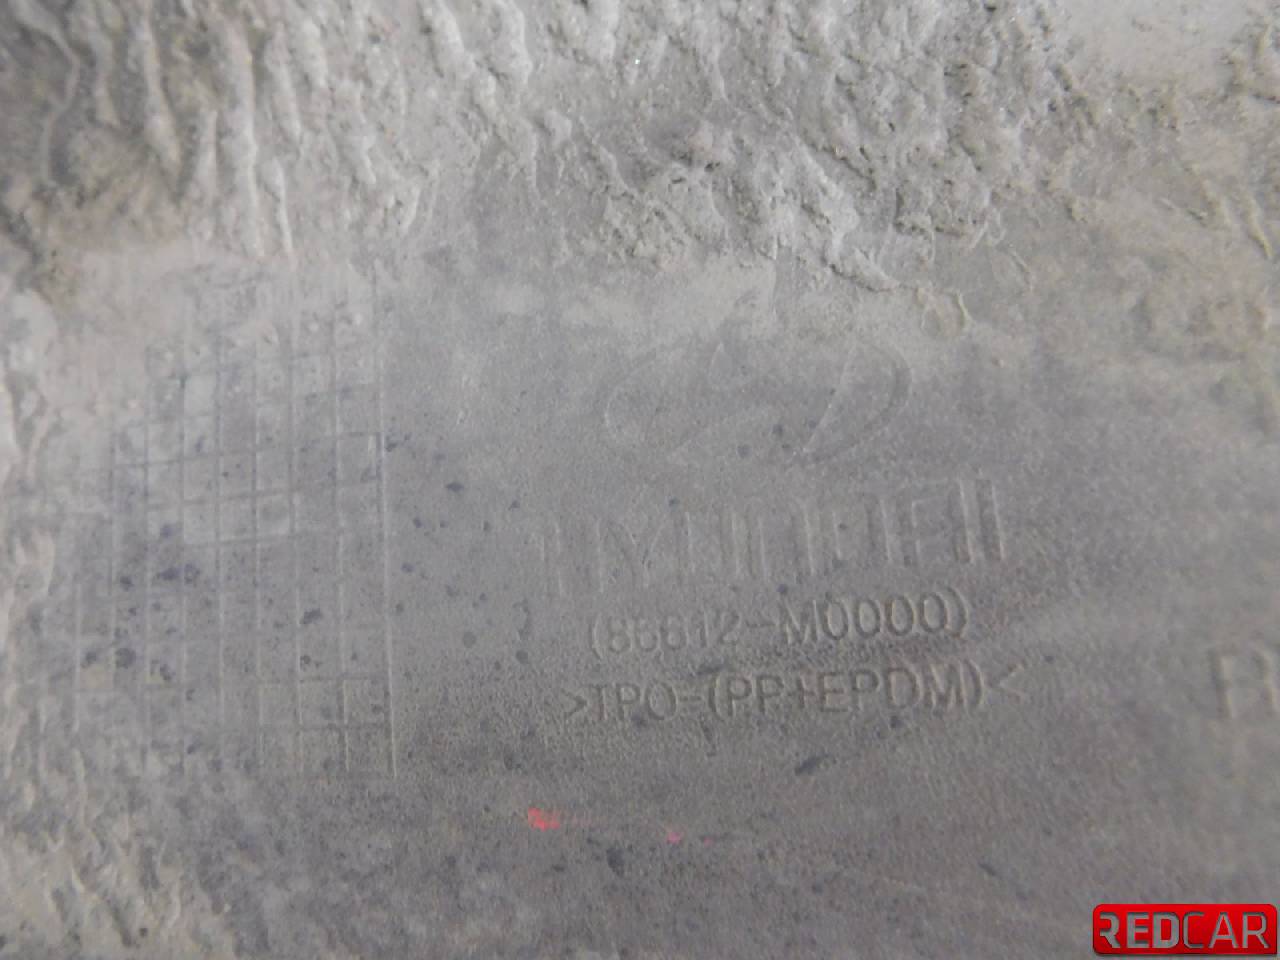 HYUNDAI
(86612-M0000)
>TPO-(PP+EPDM)<
R
REDCAR